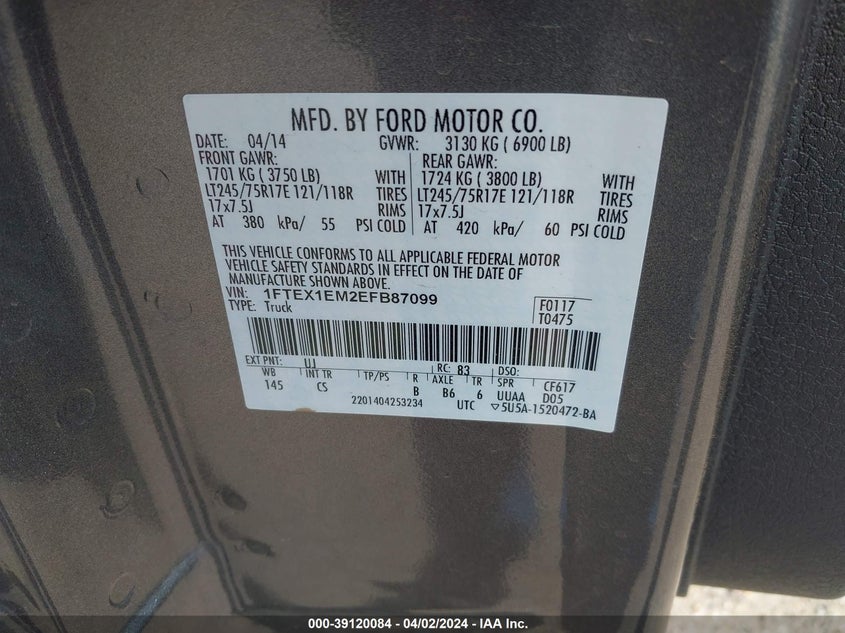 MFD. BY FORD MOTOR CO.
DATE: 04/14 GVWR: 3130 KG ( 6900 LB)
FRONT GAWR: REAR GAWR:
1701 KG ( 3750 LB) WITH 1724 KG ( 3800 LB) WITH
LT245/75R17E 121/118R TIRES LT245/75R17E 121/118R TIRES
17x7.5J RIMS 17x7.5J RIMS
AT 380 kPa/ 55 PSI COLD AT 420 kPa/ 60 PSI COLD
THIS VEHICLE CONFORMS TO ALL APPLICABLE FEDERAL MOTOR
VEHICLE SAFETY STANDARDS IN EFFECT ON THE DATE OF
MANUFACTURE SHOWN ABOVE.
VIN: 1FTEX1EM2EFB87099 F0117
TYPE: Truck T0475
EXT PNT: UJ RC: 83 DSO:
WB INT TR TP/PS R AXLE TR SPR CF617
145 CS B B6 6 UUAA D05
2201404253234 UTC ▽5U5A-1520472-BA
000-39120084 - 04/02/2024 - IAA Inc.